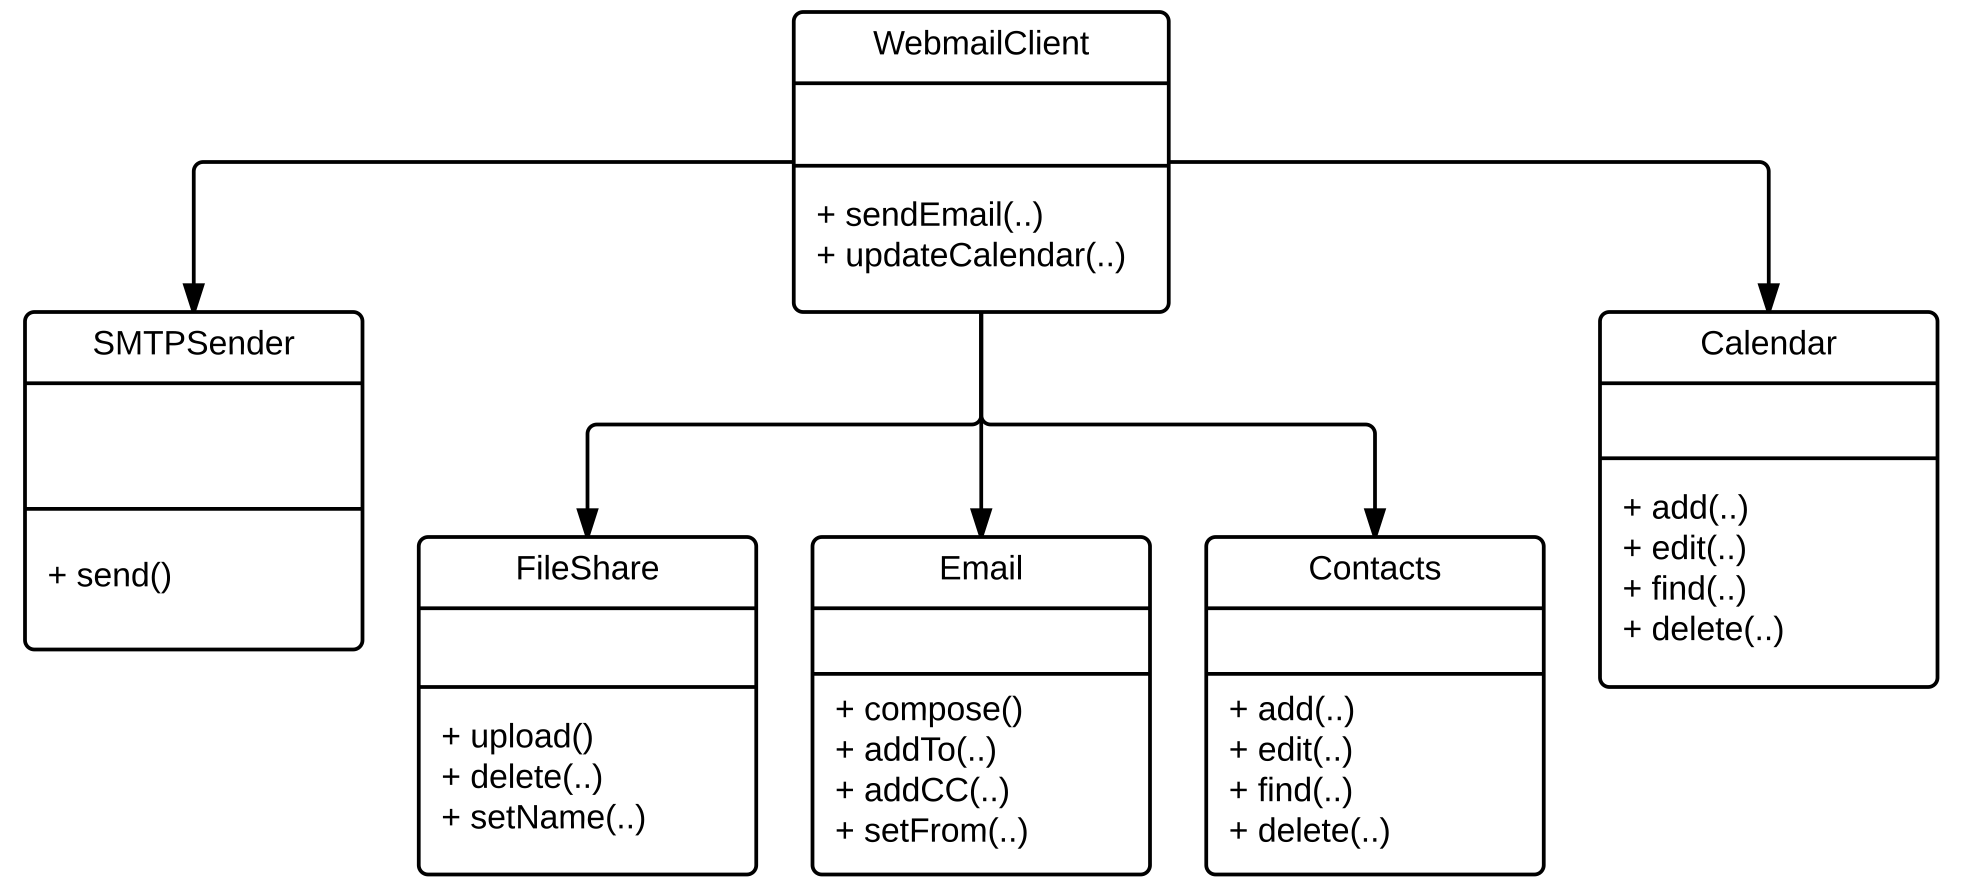 WebmailClient
+ sendEmail(..)
+ updateCalendar(..)
SMTPSender
+ send()
FileShare
+ upload()
+ delete(..)
+ setName(..)
Email
+ compose()
+ addTo(..)
+ addCC(..)
+ setFrom(..)
Contacts
+ add(..)
+ edit(..)
+ find(..)
+ delete(..)
Calendar
+ add(..)
+ edit(..)
+ find(..)
+ delete(..)